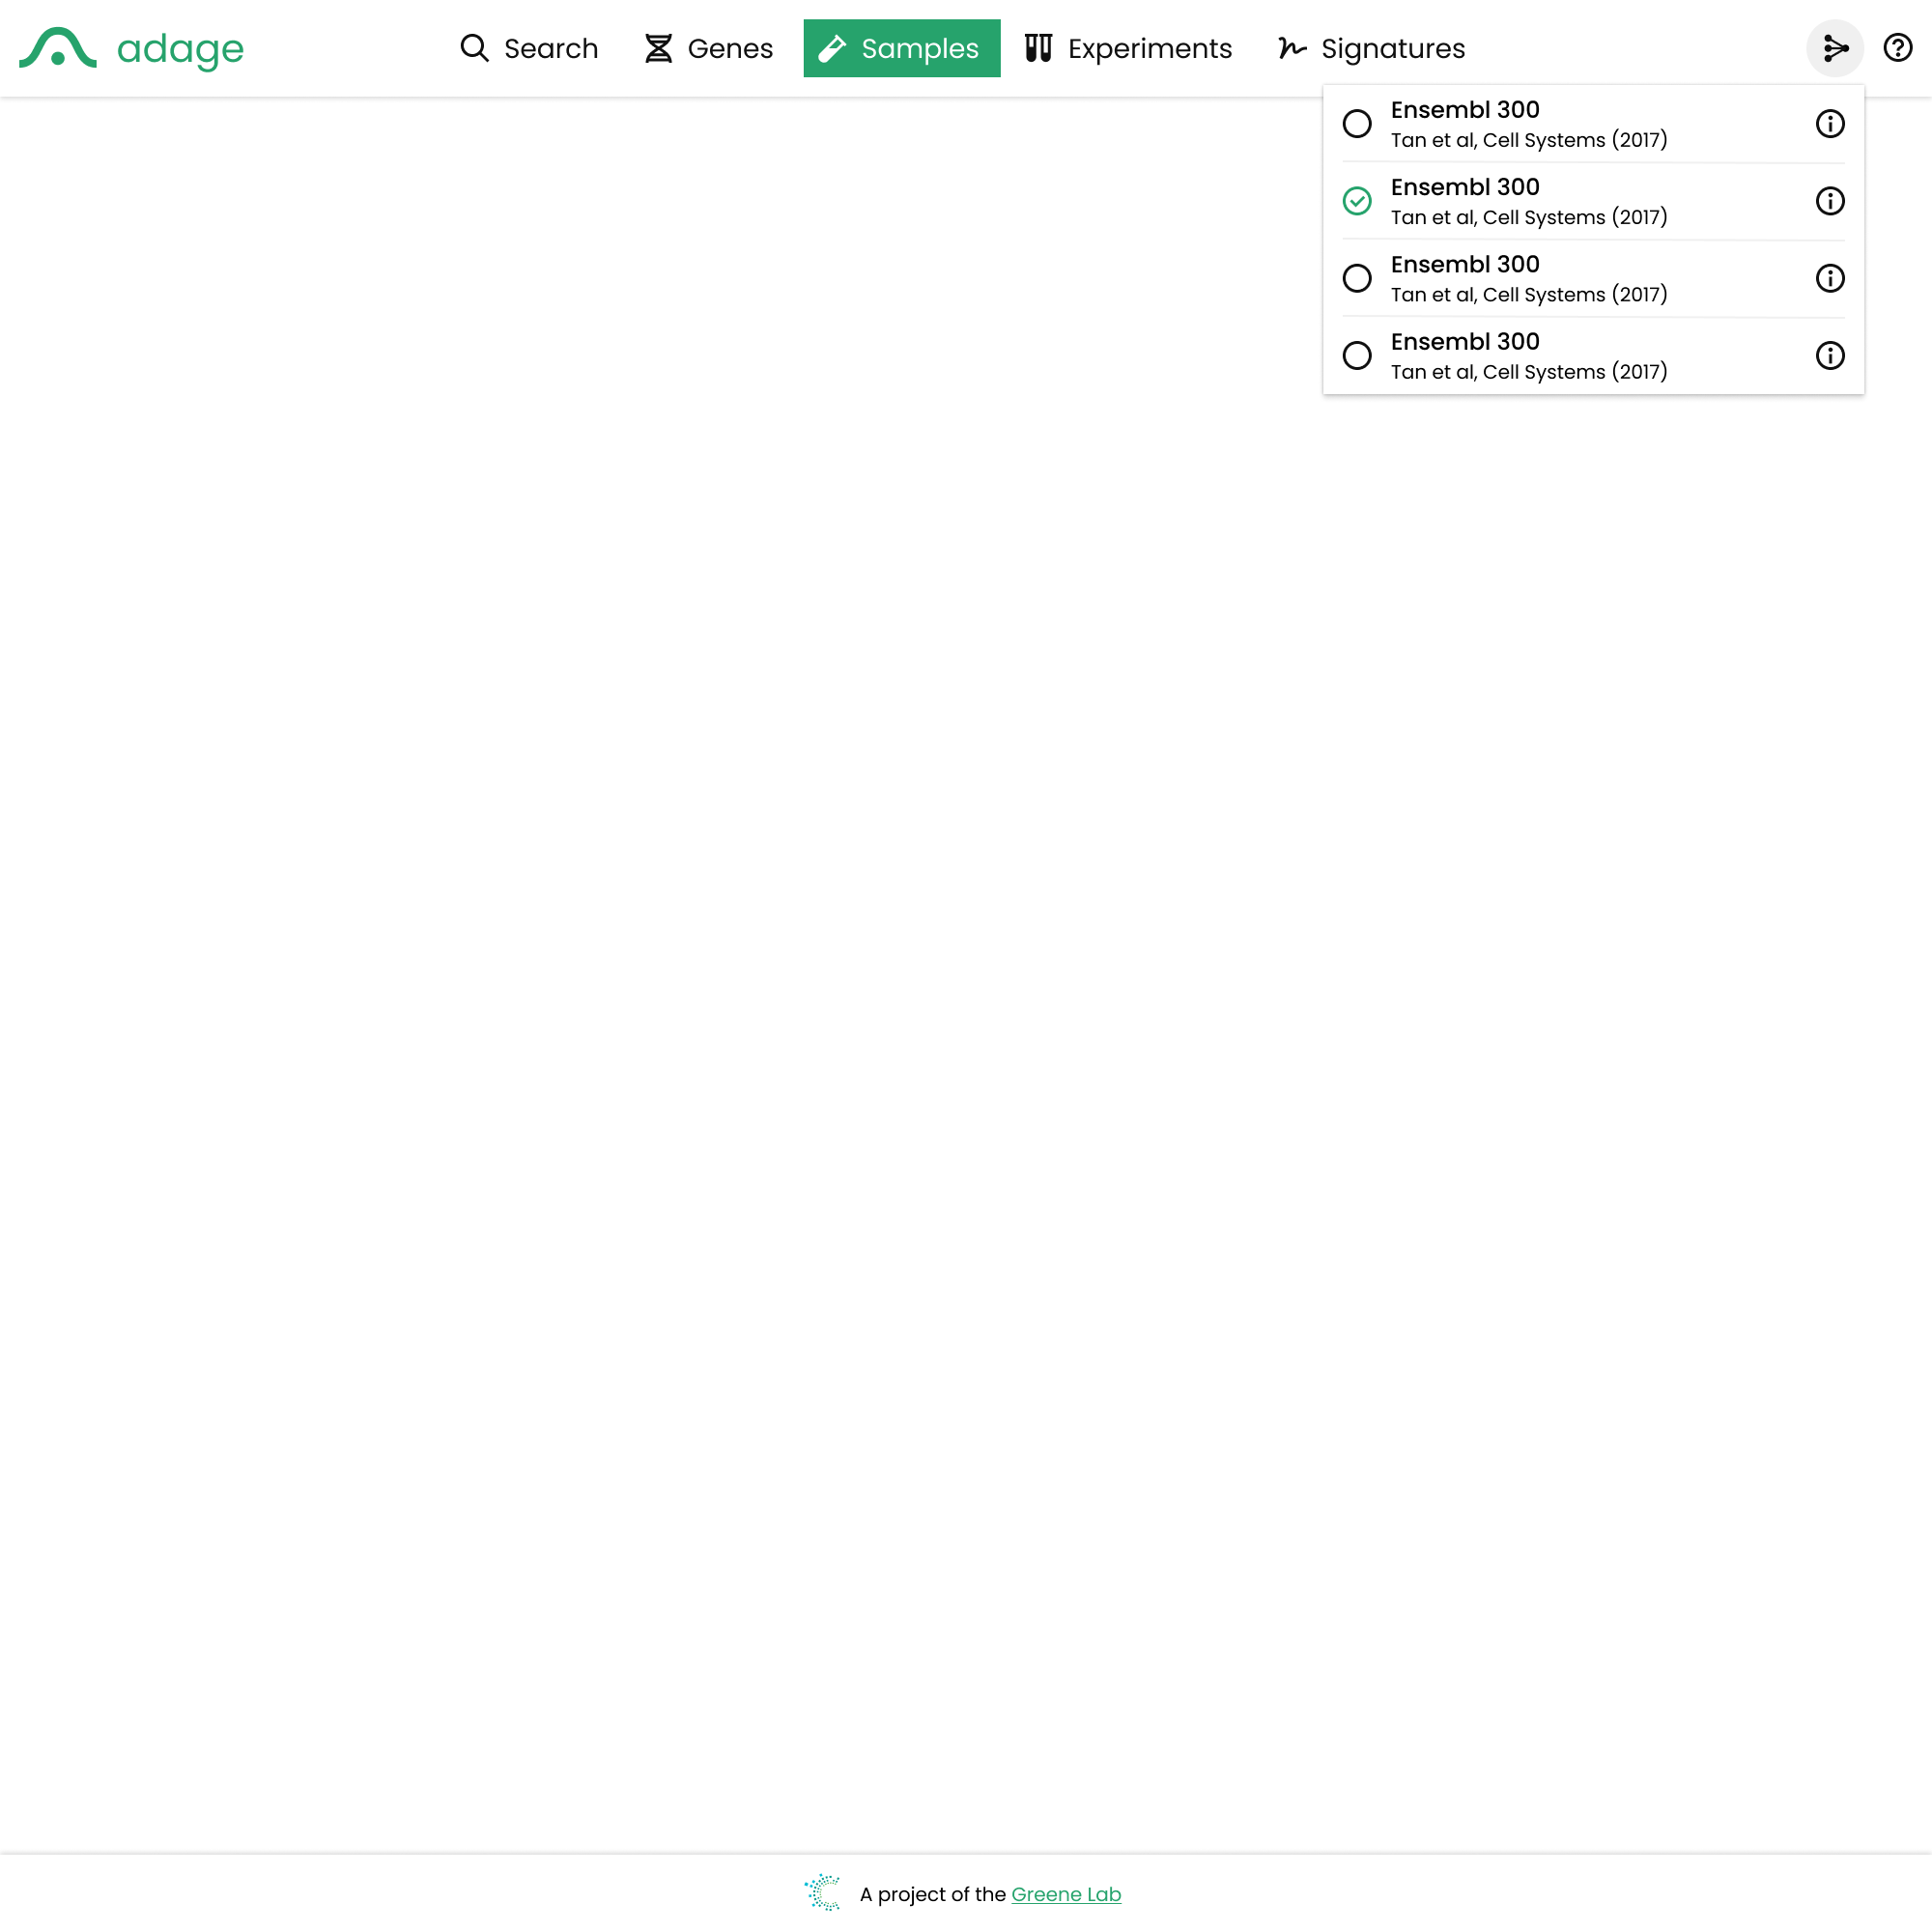 adage
Search
Genes
Samples
Experiments
Signatures
Ensembl 300
Tan et al, Cell Systems (2017)
Ensembl 300
Tan et al, Cell Systems (2017)
Ensembl 300
Tan et al, Cell Systems (2017)
Ensembl 300
Tan et al, Cell Systems (2017)
A project of the Greene Lab